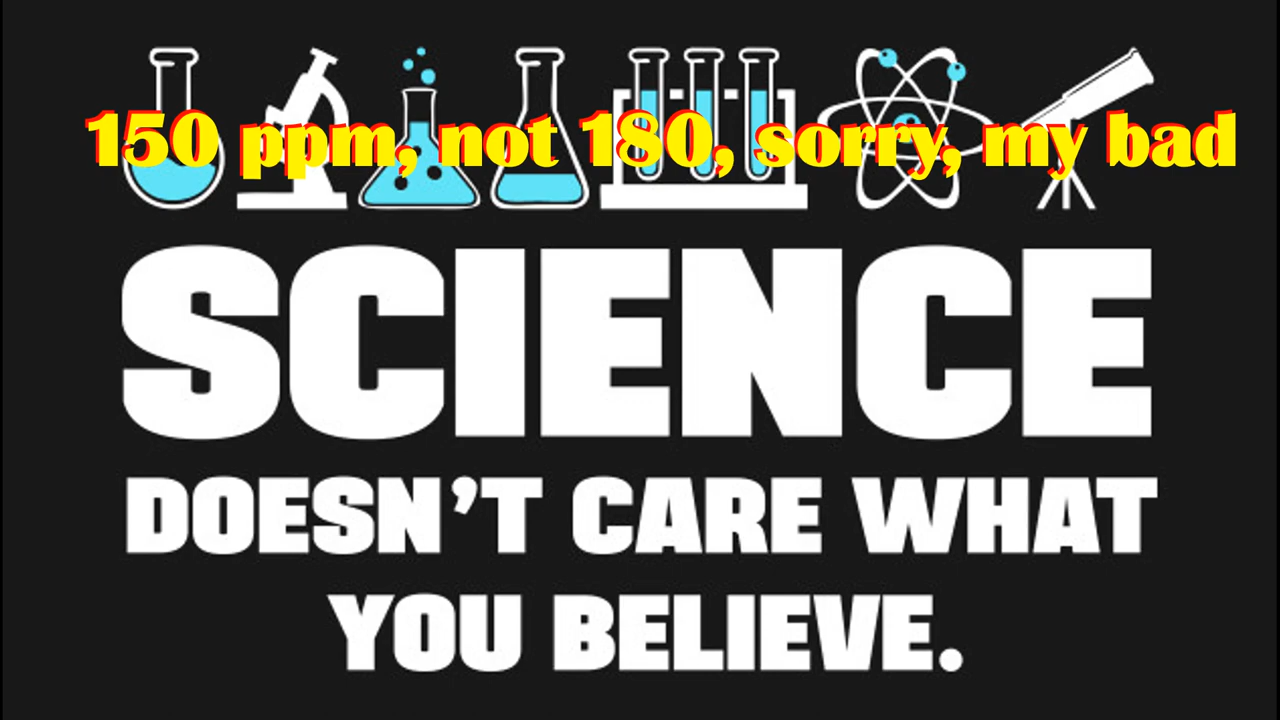 150 ppm, not 180, sorry, my bad
SCIENCE
DOESN'T CARE WHAT
YOU BELIEVE.